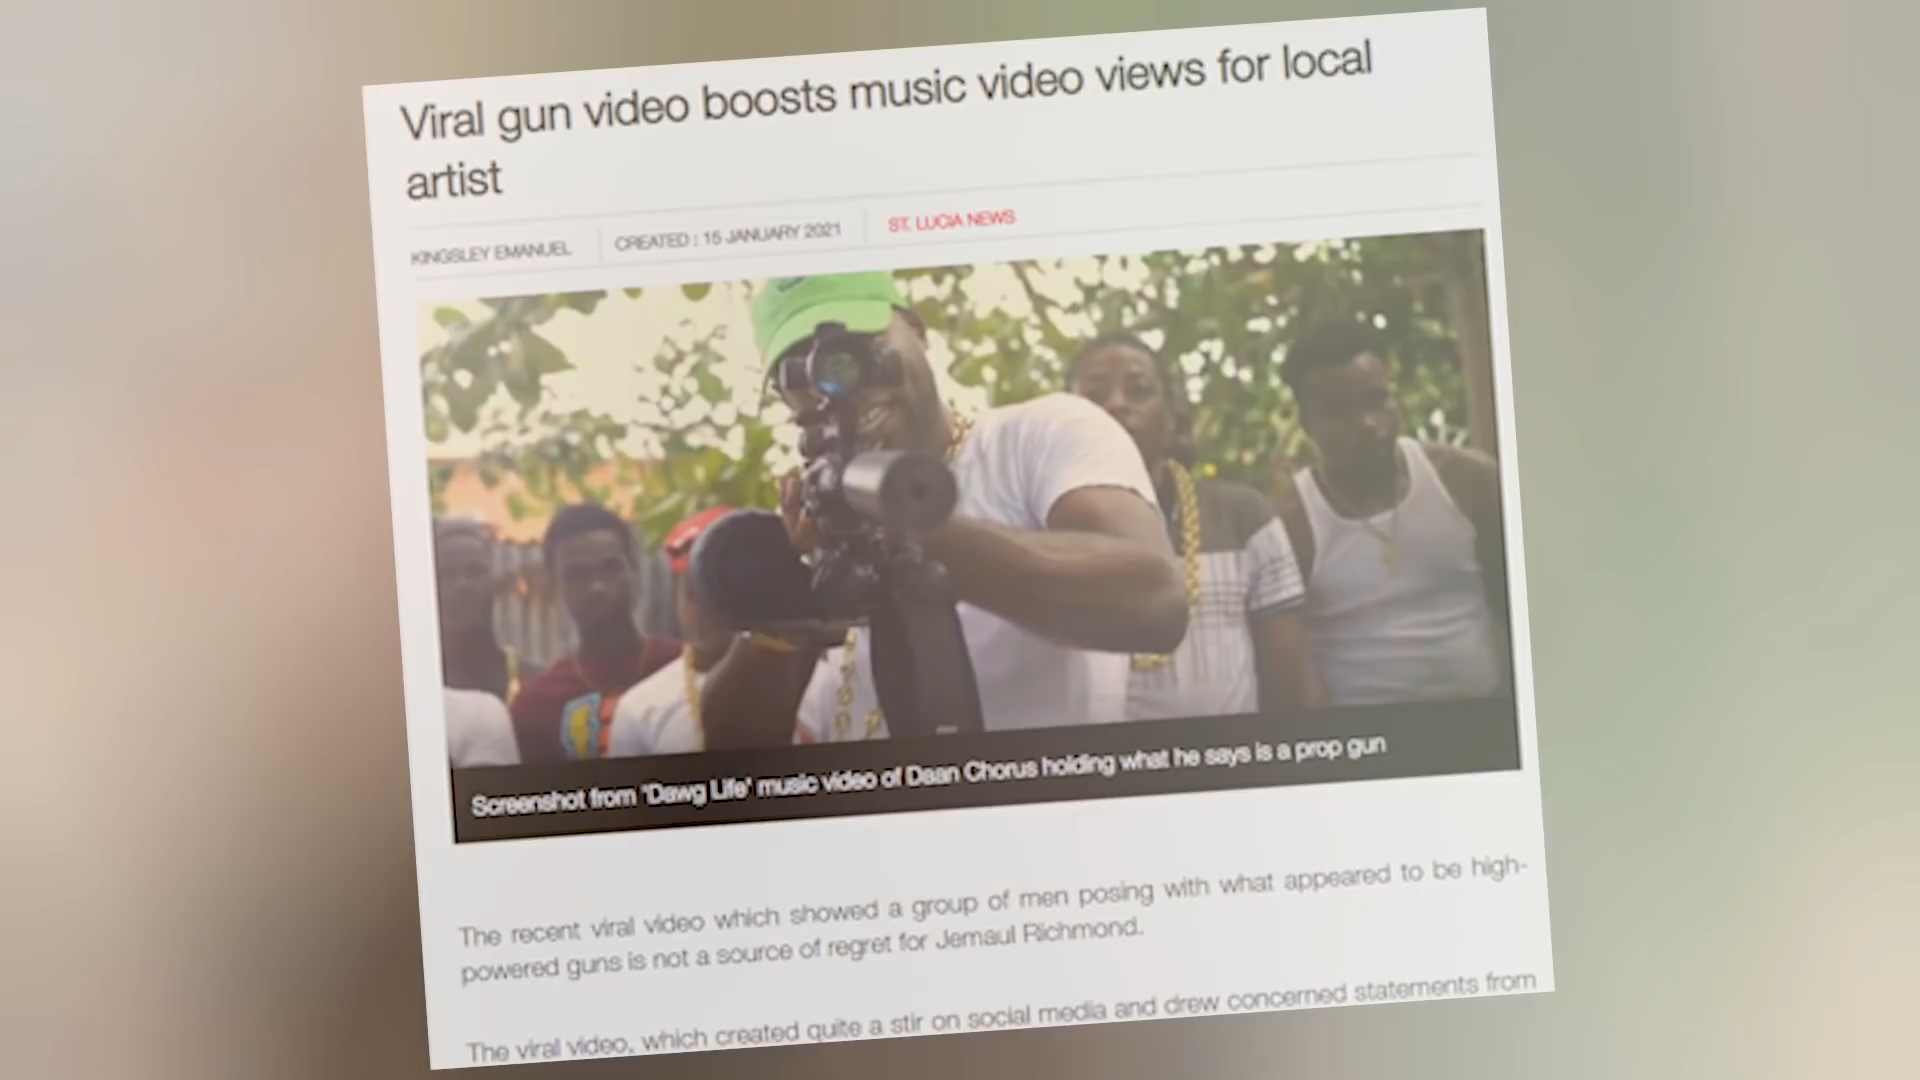 Viral gun video boosts music video views for local
artist
KINGSLEY EMANUEL CREATED : 15 JANUARY 2021 ST. LUCIA NEWS
Screenshot from 'Dawg Life' music video of Daan Chorus holding what he says is a prop gun
The recent viral video which showed a group of men posing with what appeared to be high-
powered guns is not a source of regret for Jemaul Richmond.
The viral video, which created quite a stir on social media and drew concerned statements from